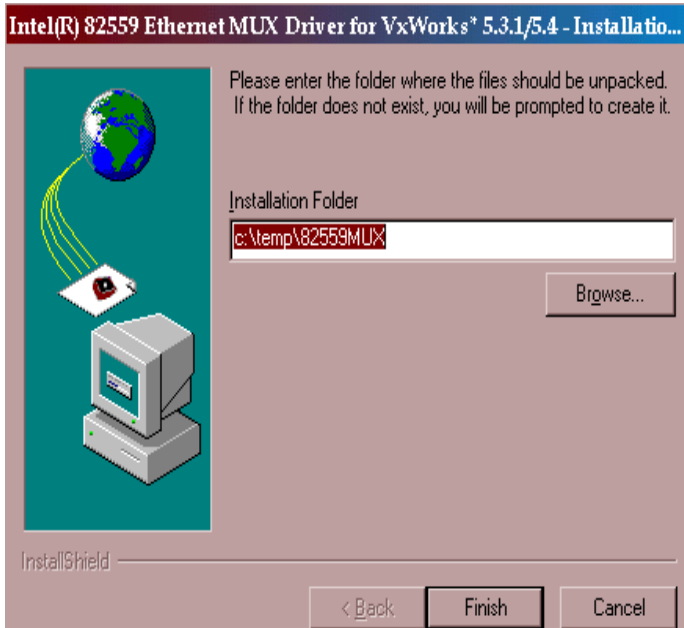 Intel(R) 82559 Ethernet MUX Driver for VxWorks* 5.3.1/5.4 - Installatio...
Please enter the folder where the files should be unpacked.
If the folder does not exist, you will be prompted to create it.
Installation Folder
c:\temp\82559MUX
Browse...
InstallShield
< Back
Finish
Cancel